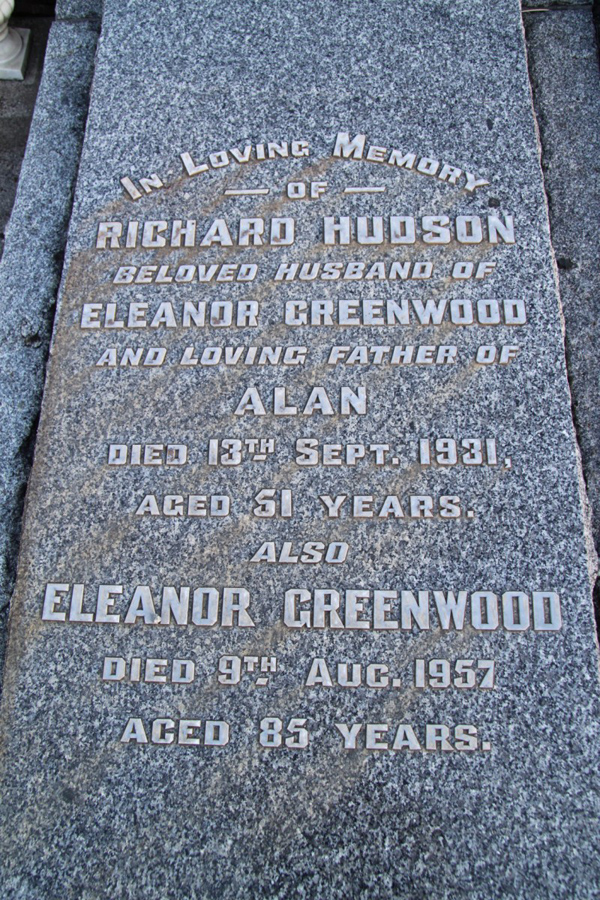 IN LOVING MEMORY
— OF —
RICHARD HUDSON
BELOVED HUSBAND OF
ELEANOR GREENWOOD
AND LOVING FATHER OF
ALAN
DIED 13TH SEPT. 1931,
AGED 51 YEARS.
ALSO
ELEANOR GREENWOOD
DIED 9TH AUG. 1957
AGED 85 YEARS.